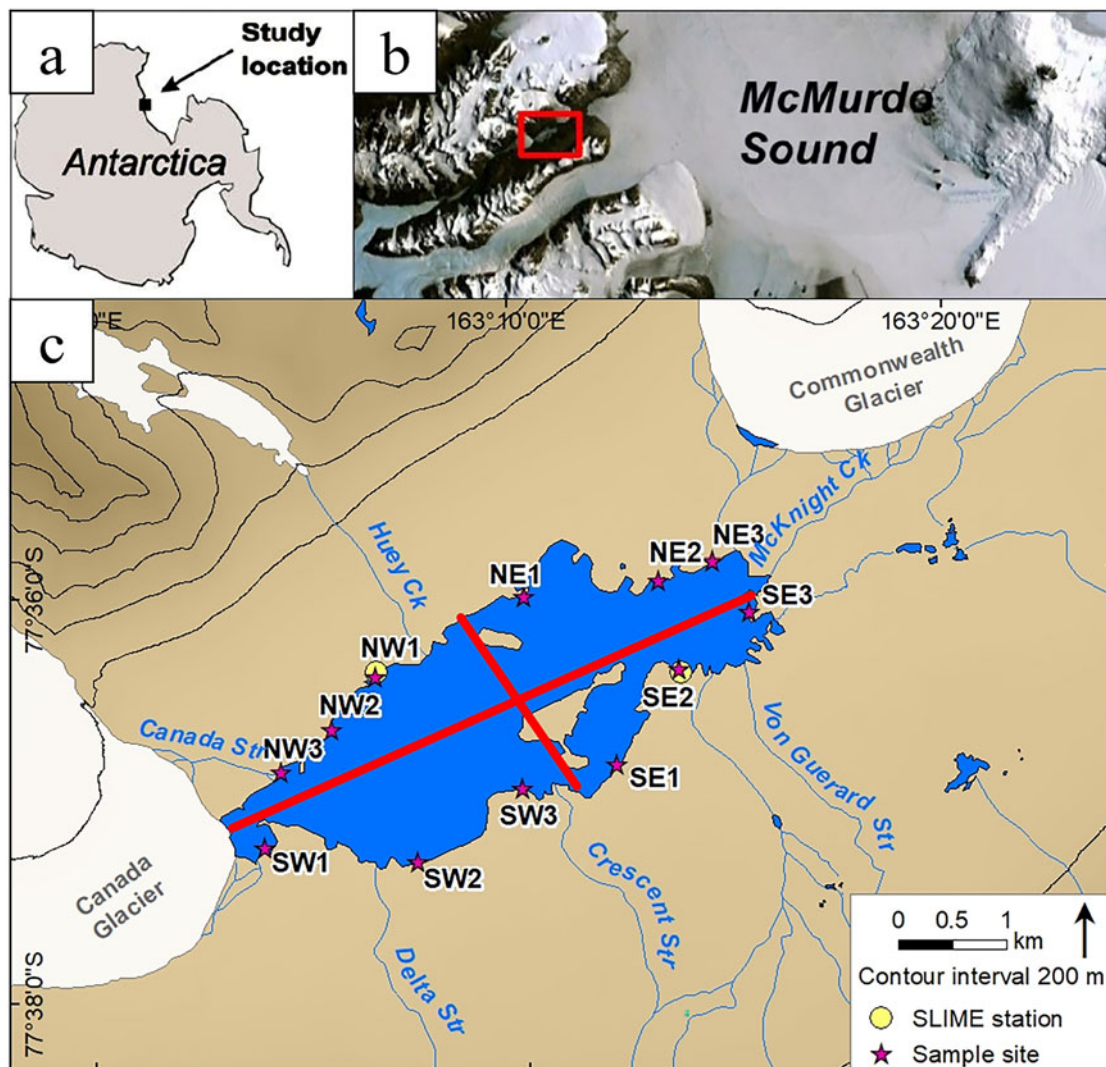 a
Study
location
Antarctica
b
McMurdo
Sound
c
0"E
163°10'0"E
163°20'0"E
Commonwealth
Glacier
McKnight Ck
Huey Ck
77°36'0"S
NE1
NE2
NE3
SE3
NW1
NW2
NW3
SE2
Canada Str
Von Guerard Str
SE1
SW3
SW1
SW2
Canada
Glacier
Crescent Str
Delta Str
77°38'0"S
0 0.5 1
km
Contour interval 200 m
SLIME station
Sample site